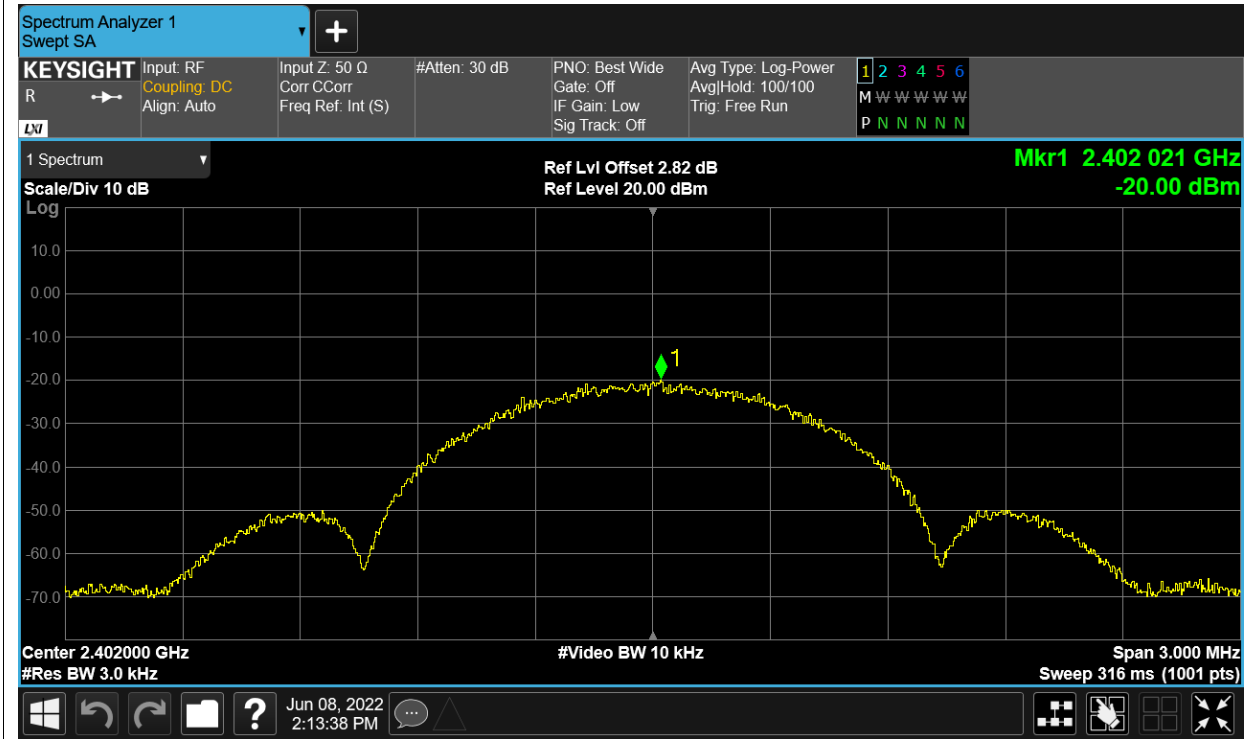 Spectrum Analyzer 1
Swept SA
+
KEYSIGHT
R
LXI
Input: RF
Coupling: DC
Align: Auto
Input Z: 50 Ω
Corr CCorr
Freq Ref: Int (S)
#Atten: 30 dB
PNO: Best Wide
Gate: Off
IF Gain: Low
Sig Track: Off
Avg Type: Log-Power
Avg|Hold: 100/100
Trig: Free Run
1 2 3 4 5 6
M W W W W W
P N N N N N
1 Spectrum
Scale/Div 10 dB
Log
Ref Lvl Offset 2.82 dB
Ref Level 20.00 dBm
Mkr1 2.402 021 GHz
-20.00 dBm
10.0
0.00
-10.0
1
-20.0
-30.0
-40.0
-50.0
-60.0
-70.0
Center 2.402000 GHz
#Video BW 10 kHz
Span 3.000 MHz
#Res BW 3.0 kHz
Sweep 316 ms (1001 pts)
?
Jun 08, 2022
2:13:38 PM